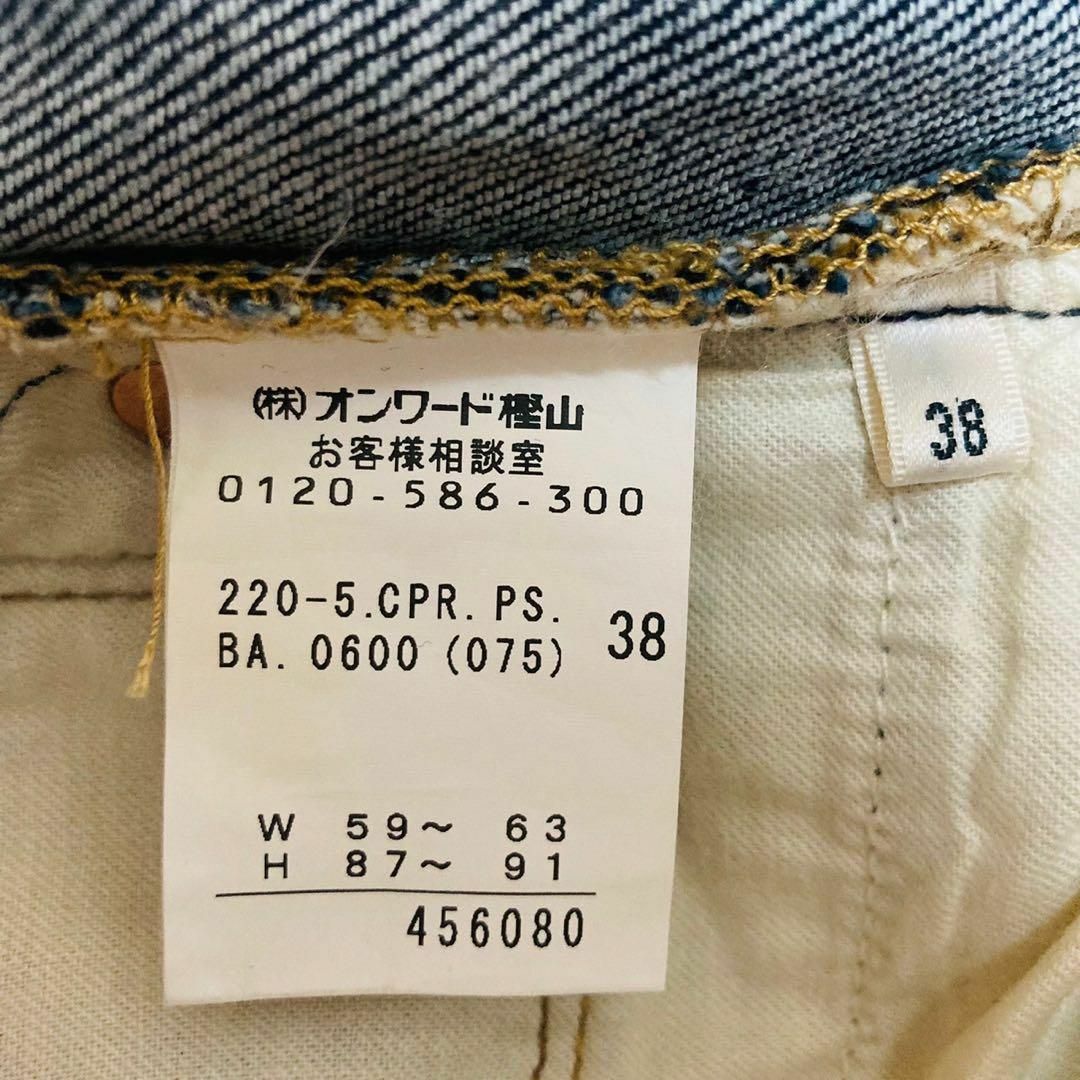 (株)オンワード樫山
お客様相談室
0120-586-300
220-5.CPR.PS.
BA. 0600 (075)
38
W 59~ 63
H 87~ 91
456080
38